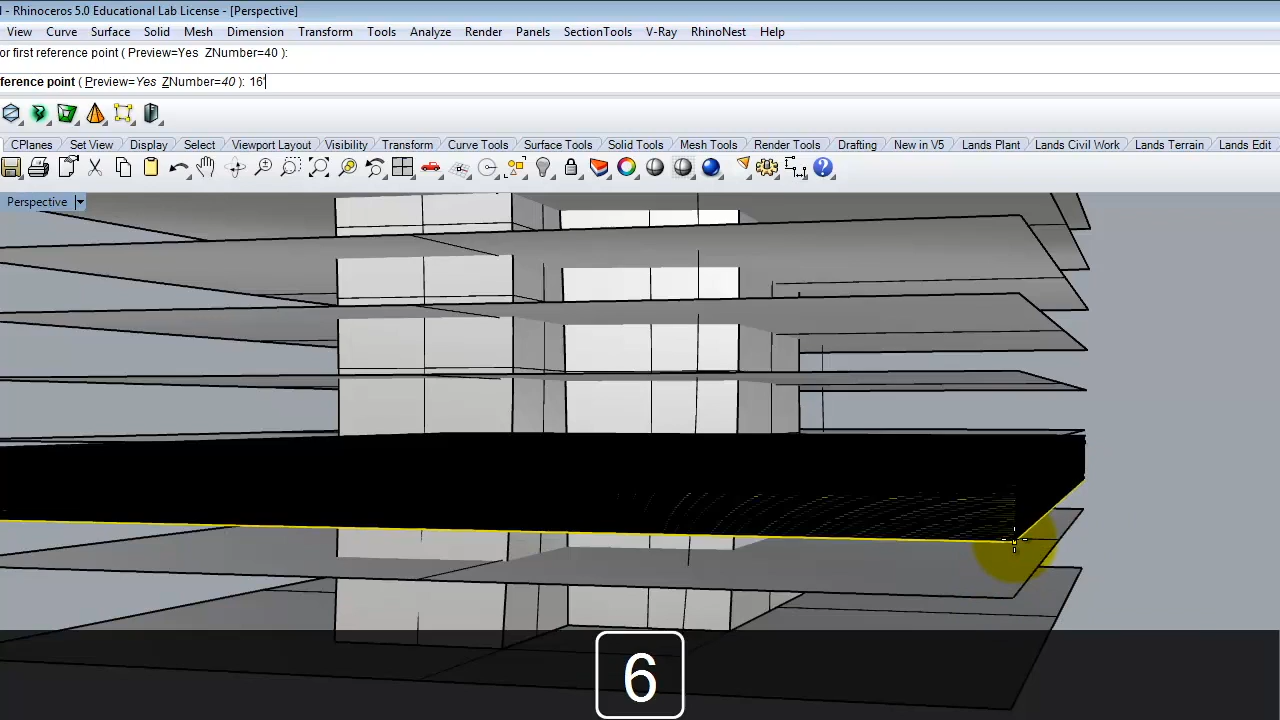 - Rhinoceros 5.0 Educational Lab License - [Perspective]
View Curve Surface Solid Mesh Dimension Transform Tools Analyze Render Panels SectionTools V-Ray RhinoNest Help
or first reference point ( Preview=Yes ZNumber=40 ):
ference point ( Preview=Yes ZNumber=40 ): 16'
CPlanes Set View Display Select Viewport Layout Visibility Transform Curve Tools Surface Tools Solid Tools Mesh Tools Render Tools Drafting New in V5 Lands Plant Lands Civil Work Lands Terrain Lands Edit
Perspective
6